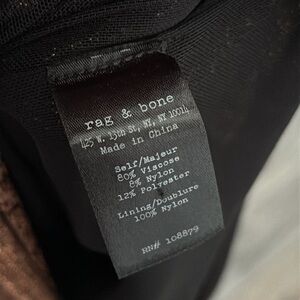 rag & bone
425 W. 13th St, NY, NY 10014
Made in China
Self/Majeur
80% Viscose
8% Nylon
12% Polyester
Lining/Doublure
100% Nylon
RN# 108879